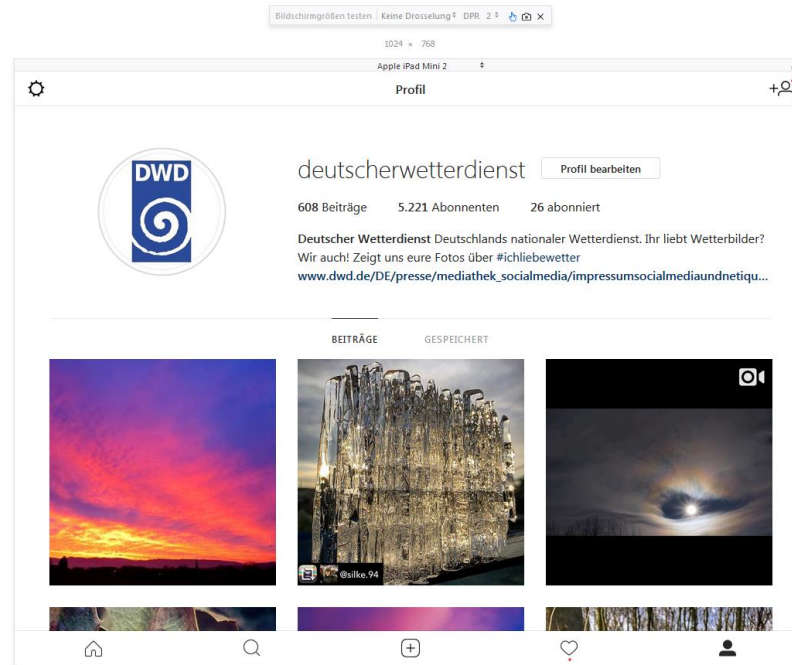 Bildschirmgrößen testen Keine Drosselung DPR 2
1024 × 768
Apple iPad Mini 2
Profil
DWD
deutscherwetterdienst Profil bearbeiten
608 Beiträge 5.221 Abonnenten 26 abonniert
Deutscher Wetterdienst Deutschlands nationaler Wetterdienst. Ihr liebt Wetterbilder?
Wir auch! Zeigt uns eure Fotos über #ichliebewetter
www.dwd.de/DE/presse/mediathek_socialmedia/impressumsocialmediaundnetiqu...
BEITRÄGE GESPEICHERT
@silke.94